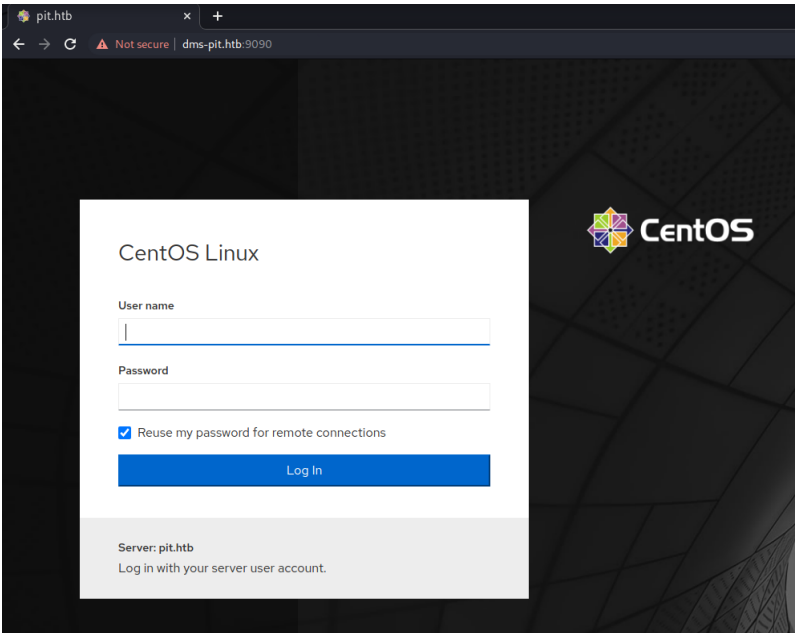 pit.htb
Not secure | dms-pit.htb:9090
CentOS
CentOS Linux
User name
Password
Reuse my password for remote connections
Log In
Server: pit.htb
Log in with your server user account.